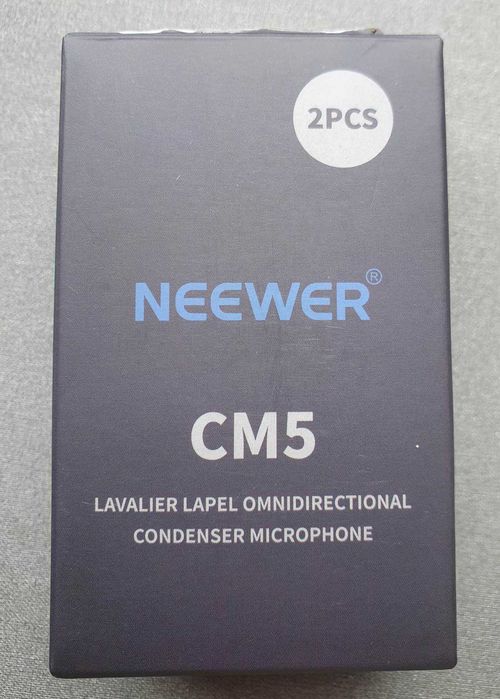 2PCS
NEEWER®
CM5
LAVALIER LAPEL OMNIDIRECTIONAL
CONDENSER MICROPHONE